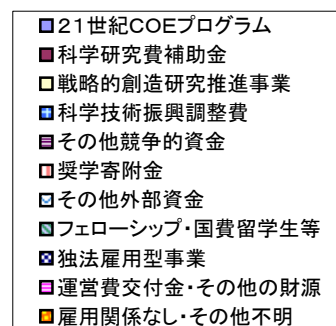 21世紀COEプログラム
科学研究費補助金
戦略的創造研究推進事業
科学技術振興調整費
その他競争的資金
奨学寄附金
その他外部資金
フェローシップ・国費留学生等
独法雇用型事業
運営費交付金・その他の財源
雇用関係なし・その他不明